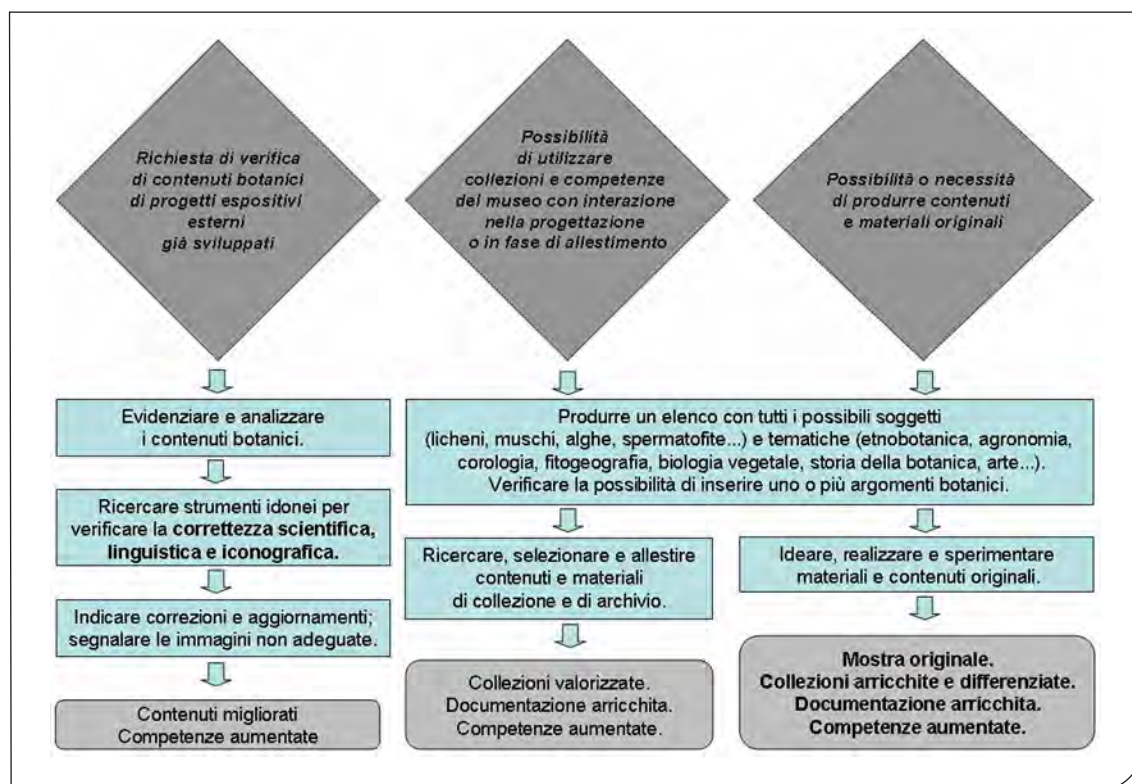 Richiesta di verifica
di contenuti botanici
di progetti espositivi
esterni
già sviluppati
Possibilità
di utilizzare
collezioni e competenze
del museo con interazione
nella progettazione
o in fase di allestimento
Possibilità o necessità
di produrre contenuti
e materiali originali
Evidenziare e analizzare
i contenuti botanici.
Ricercare strumenti idonei per
verificare la correttezza scientifica,
linguistica e iconografica.
Indicare correzioni e aggiornamenti;
segnalare le immagini non adeguate.
Contenuti migliorati
Competenze aumentate
Produrre un elenco con tutti i possibili soggetti
(licheni, muschi, alghe, spermatofite...) e tematiche (etnobotanica, agronomia,
corologia, fitogeografia, biologia vegetale, storia della botanica, arte...).
Verificare la possibilità di inserire uno o più argomenti botanici.
Ricercare, selezionare e allestire
contenuti e materiali
di collezione e di archivio.
Collezioni valorizzate.
Documentazione arricchita.
Competenze aumentate.
Ideare, realizzare e sperimentare
materiali e contenuti originali.
Mostra originale.
Collezioni arricchite e differenziate.
Documentazione arricchita.
Competenze aumentate.